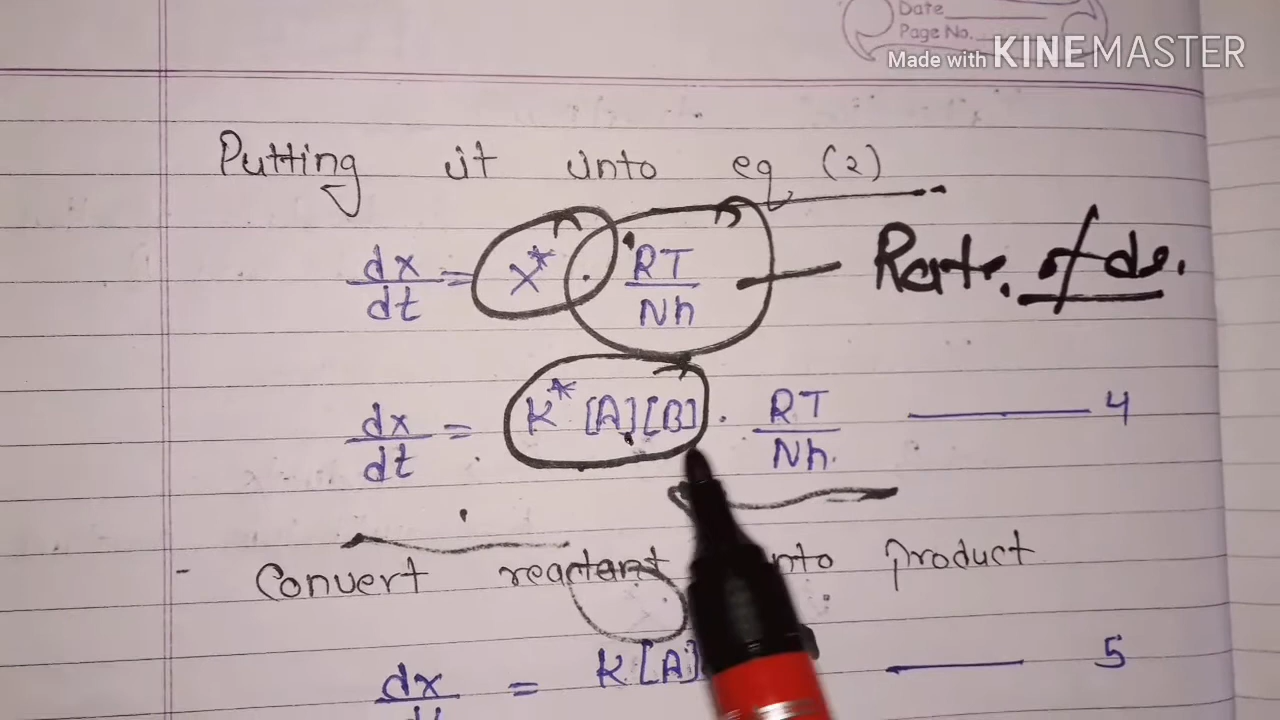 Date
Page No.
Made with KINEMASTER
Putting it into eq (2)
dx/dt = X* . RT/Nh — Rate. of de.
dx/dt = K* [A][B] . RT/Nh. — 4
- Convert reactant into product
dx = K[A] — 5